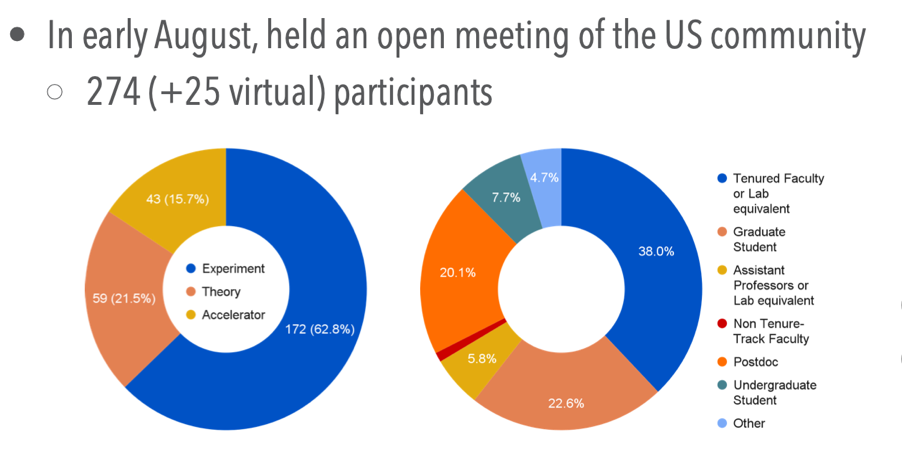 In early August, held an open meeting of the US community
274 (+25 virtual) participants
43 (15.7%)
59 (21.5%)
172 (62.8%)
Experiment
Theory
Accelerator
4.7%
7.7%
20.1%
38.0%
5.8%
22.6%
Tenured Faculty
or Lab
equivalent
Graduate
Student
Assistant
Professors or
Lab equivalent
Non Tenure-
Track Faculty
Postdoc
Undergraduate
Student
Other